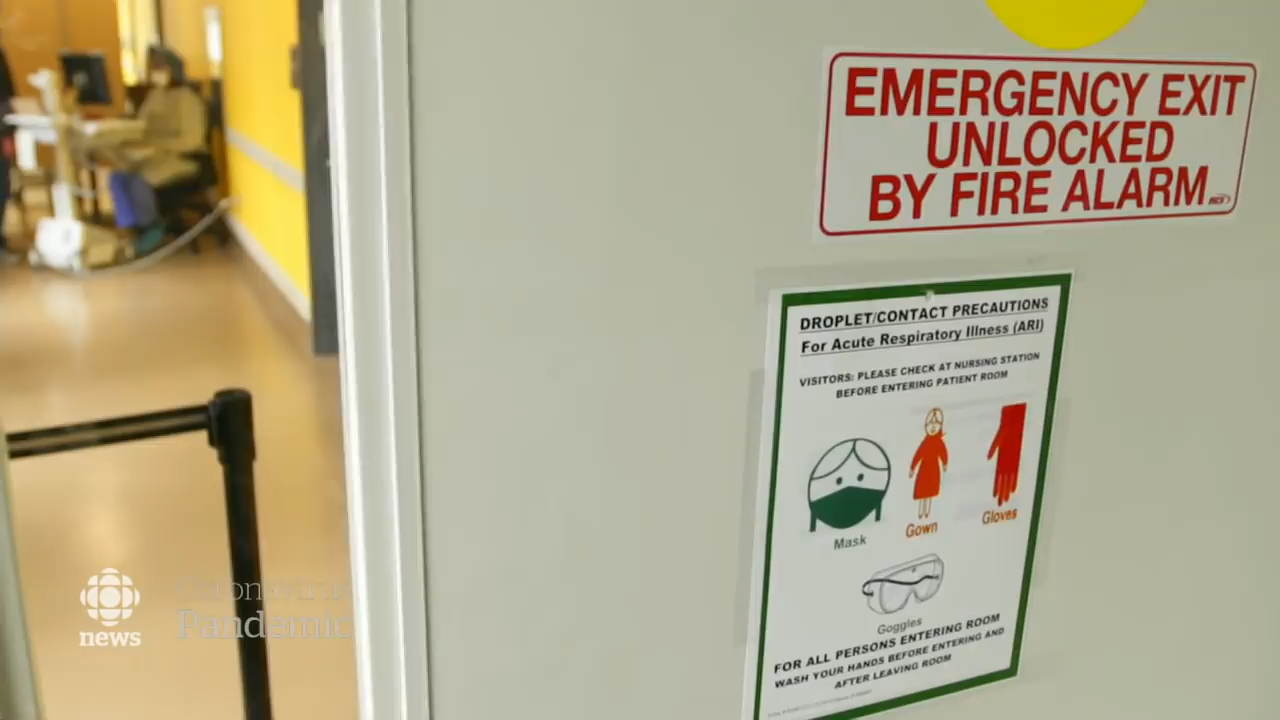 EMERGENCY EXIT
UNLOCKED
BY FIRE ALARM
DROPLET/CONTACT PRECAUTIONS
For Acute Respiratory Illness (ARI)
VISITORS: PLEASE CHECK AT NURSING STATION
BEFORE ENTERING PATIENT ROOM
Mask
Gown
Gloves
Goggles
FOR ALL PERSONS ENTERING ROOM
WASH YOUR HANDS BEFORE ENTERING AND
AFTER LEAVING ROOM
news
Coronavirus
Pandemic